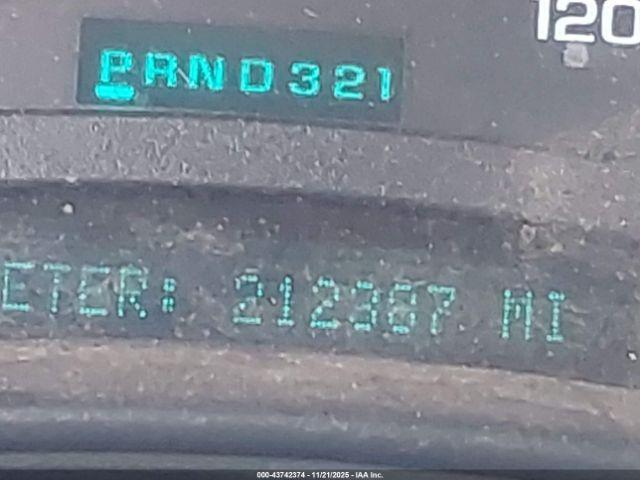 120
PRND321
ETER: 212367 MI
000-43742374 - 11/21/2025 - IAA Inc.